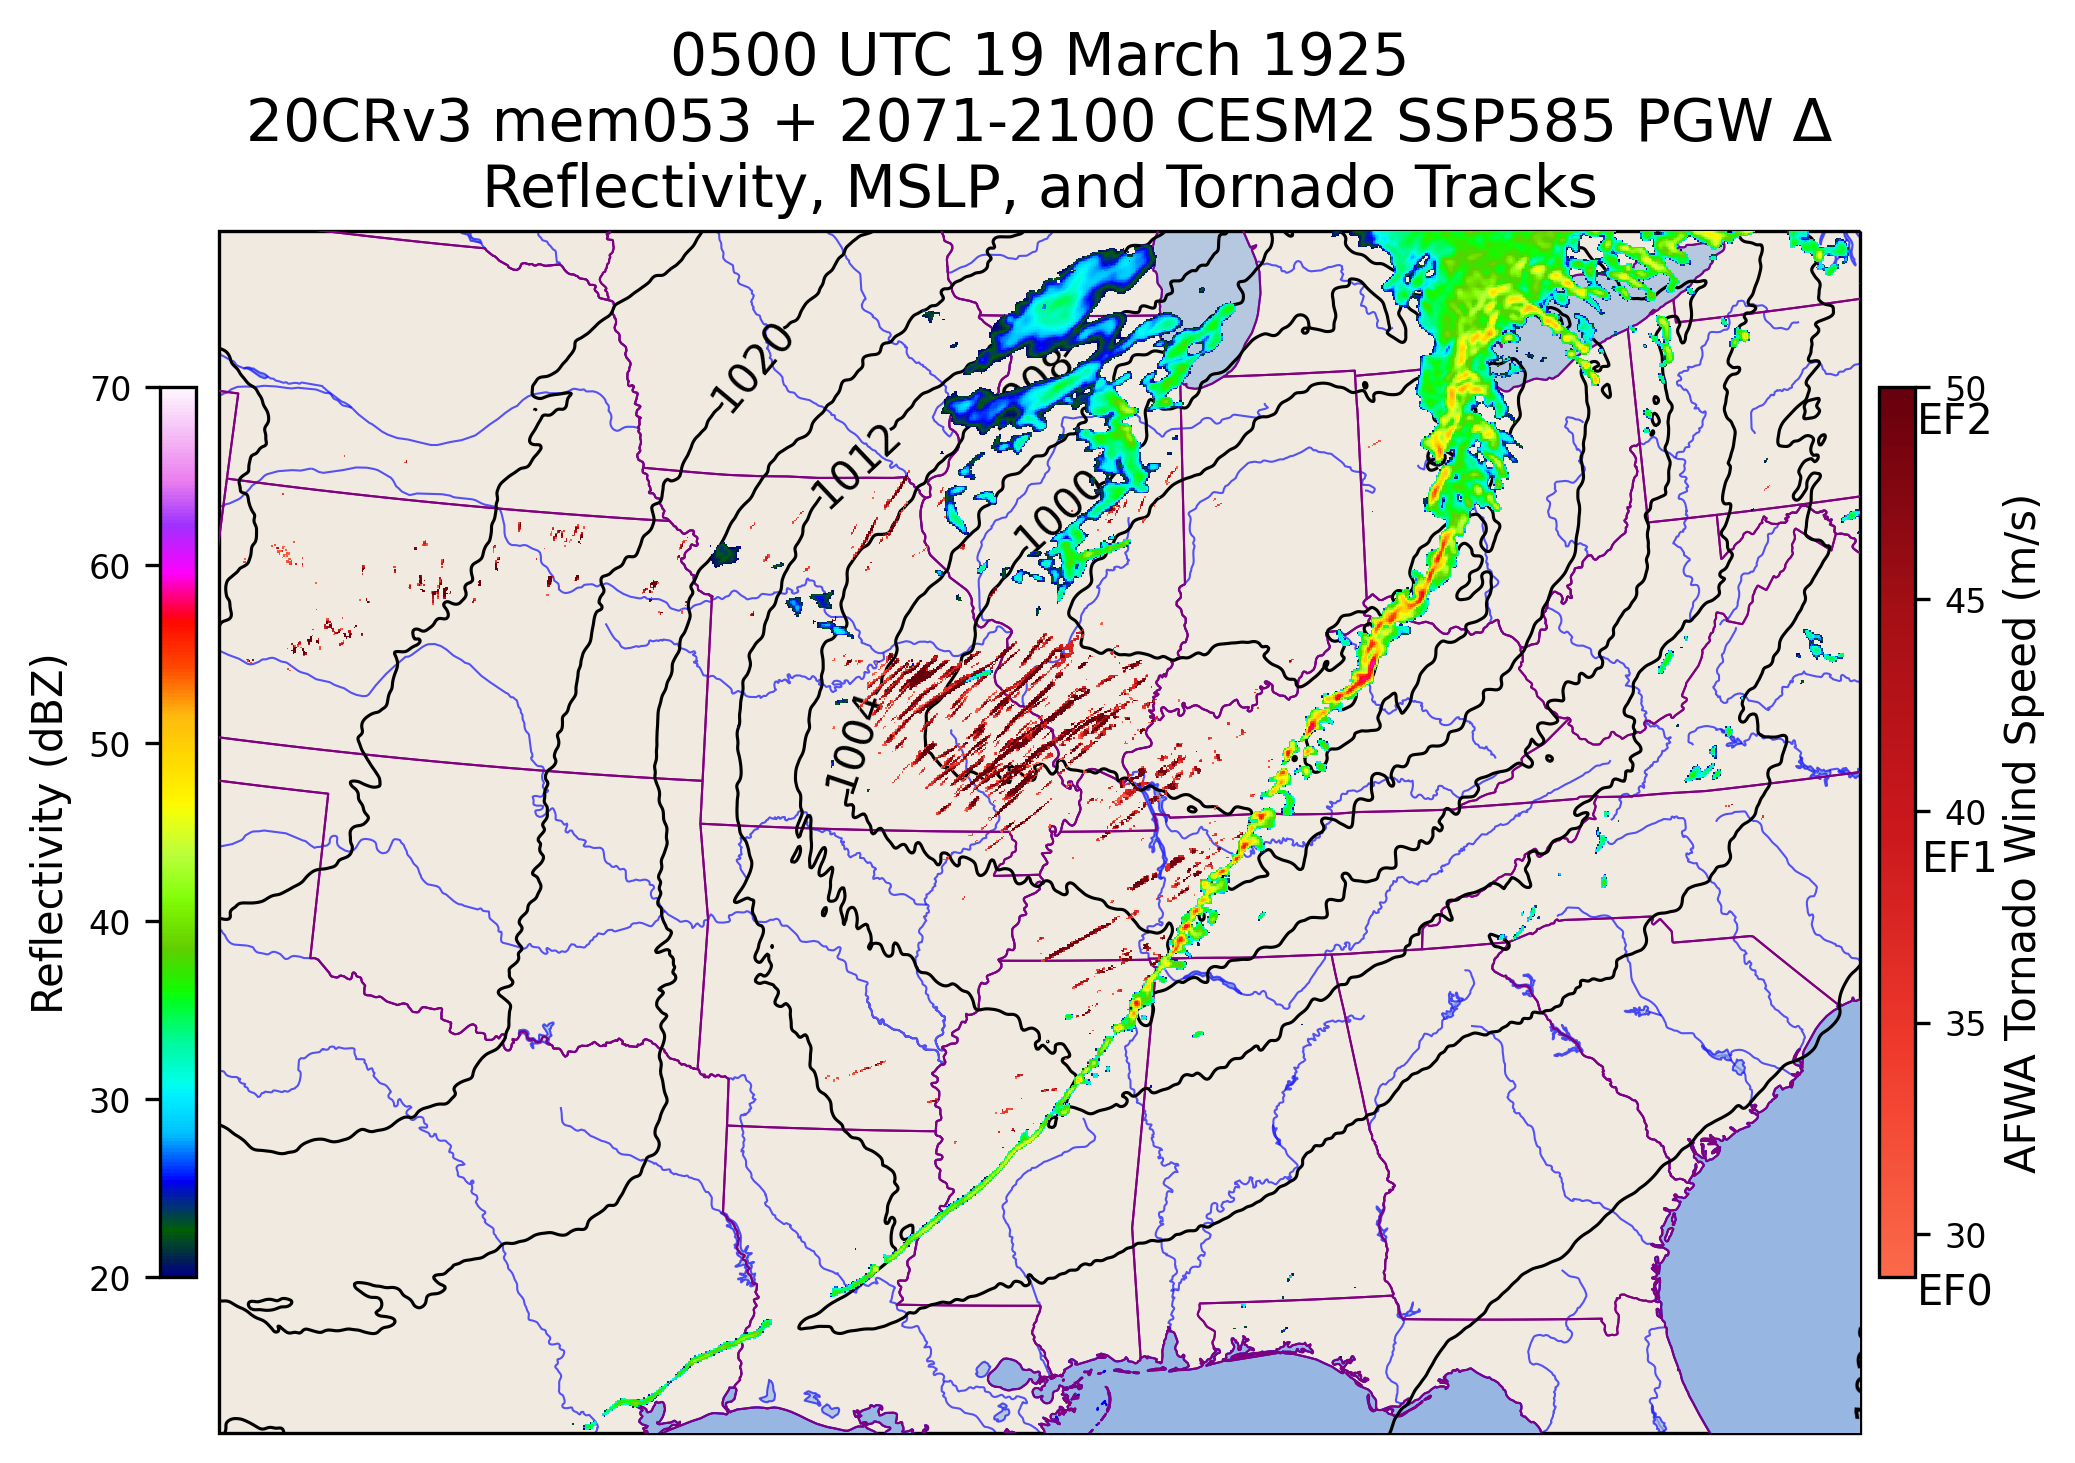 0500 UTC 19 March 1925
20CRv3 mem053 + 2071-2100 CESM2 SSP585 PGW Δ
Reflectivity, MSLP, and Tornado Tracks
70
60
50
40
30
20
Reflectivity (dBZ)
1020
1012
1000
1004
50
EF2
45
40
EF1
35
30
EF0
AFWA Tornado Wind Speed (m/s)